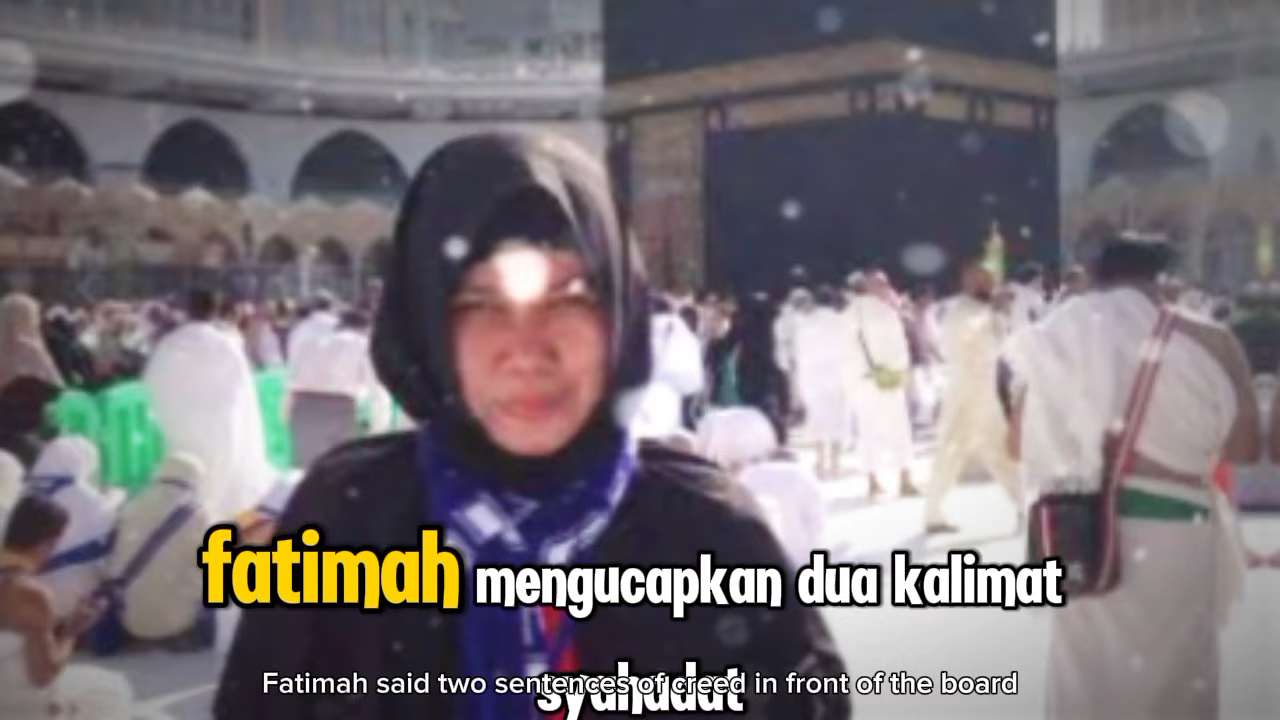 fatimah mengucapkan dua kalimat
syahadat
Fatimah said two sentences of creed in front of the board